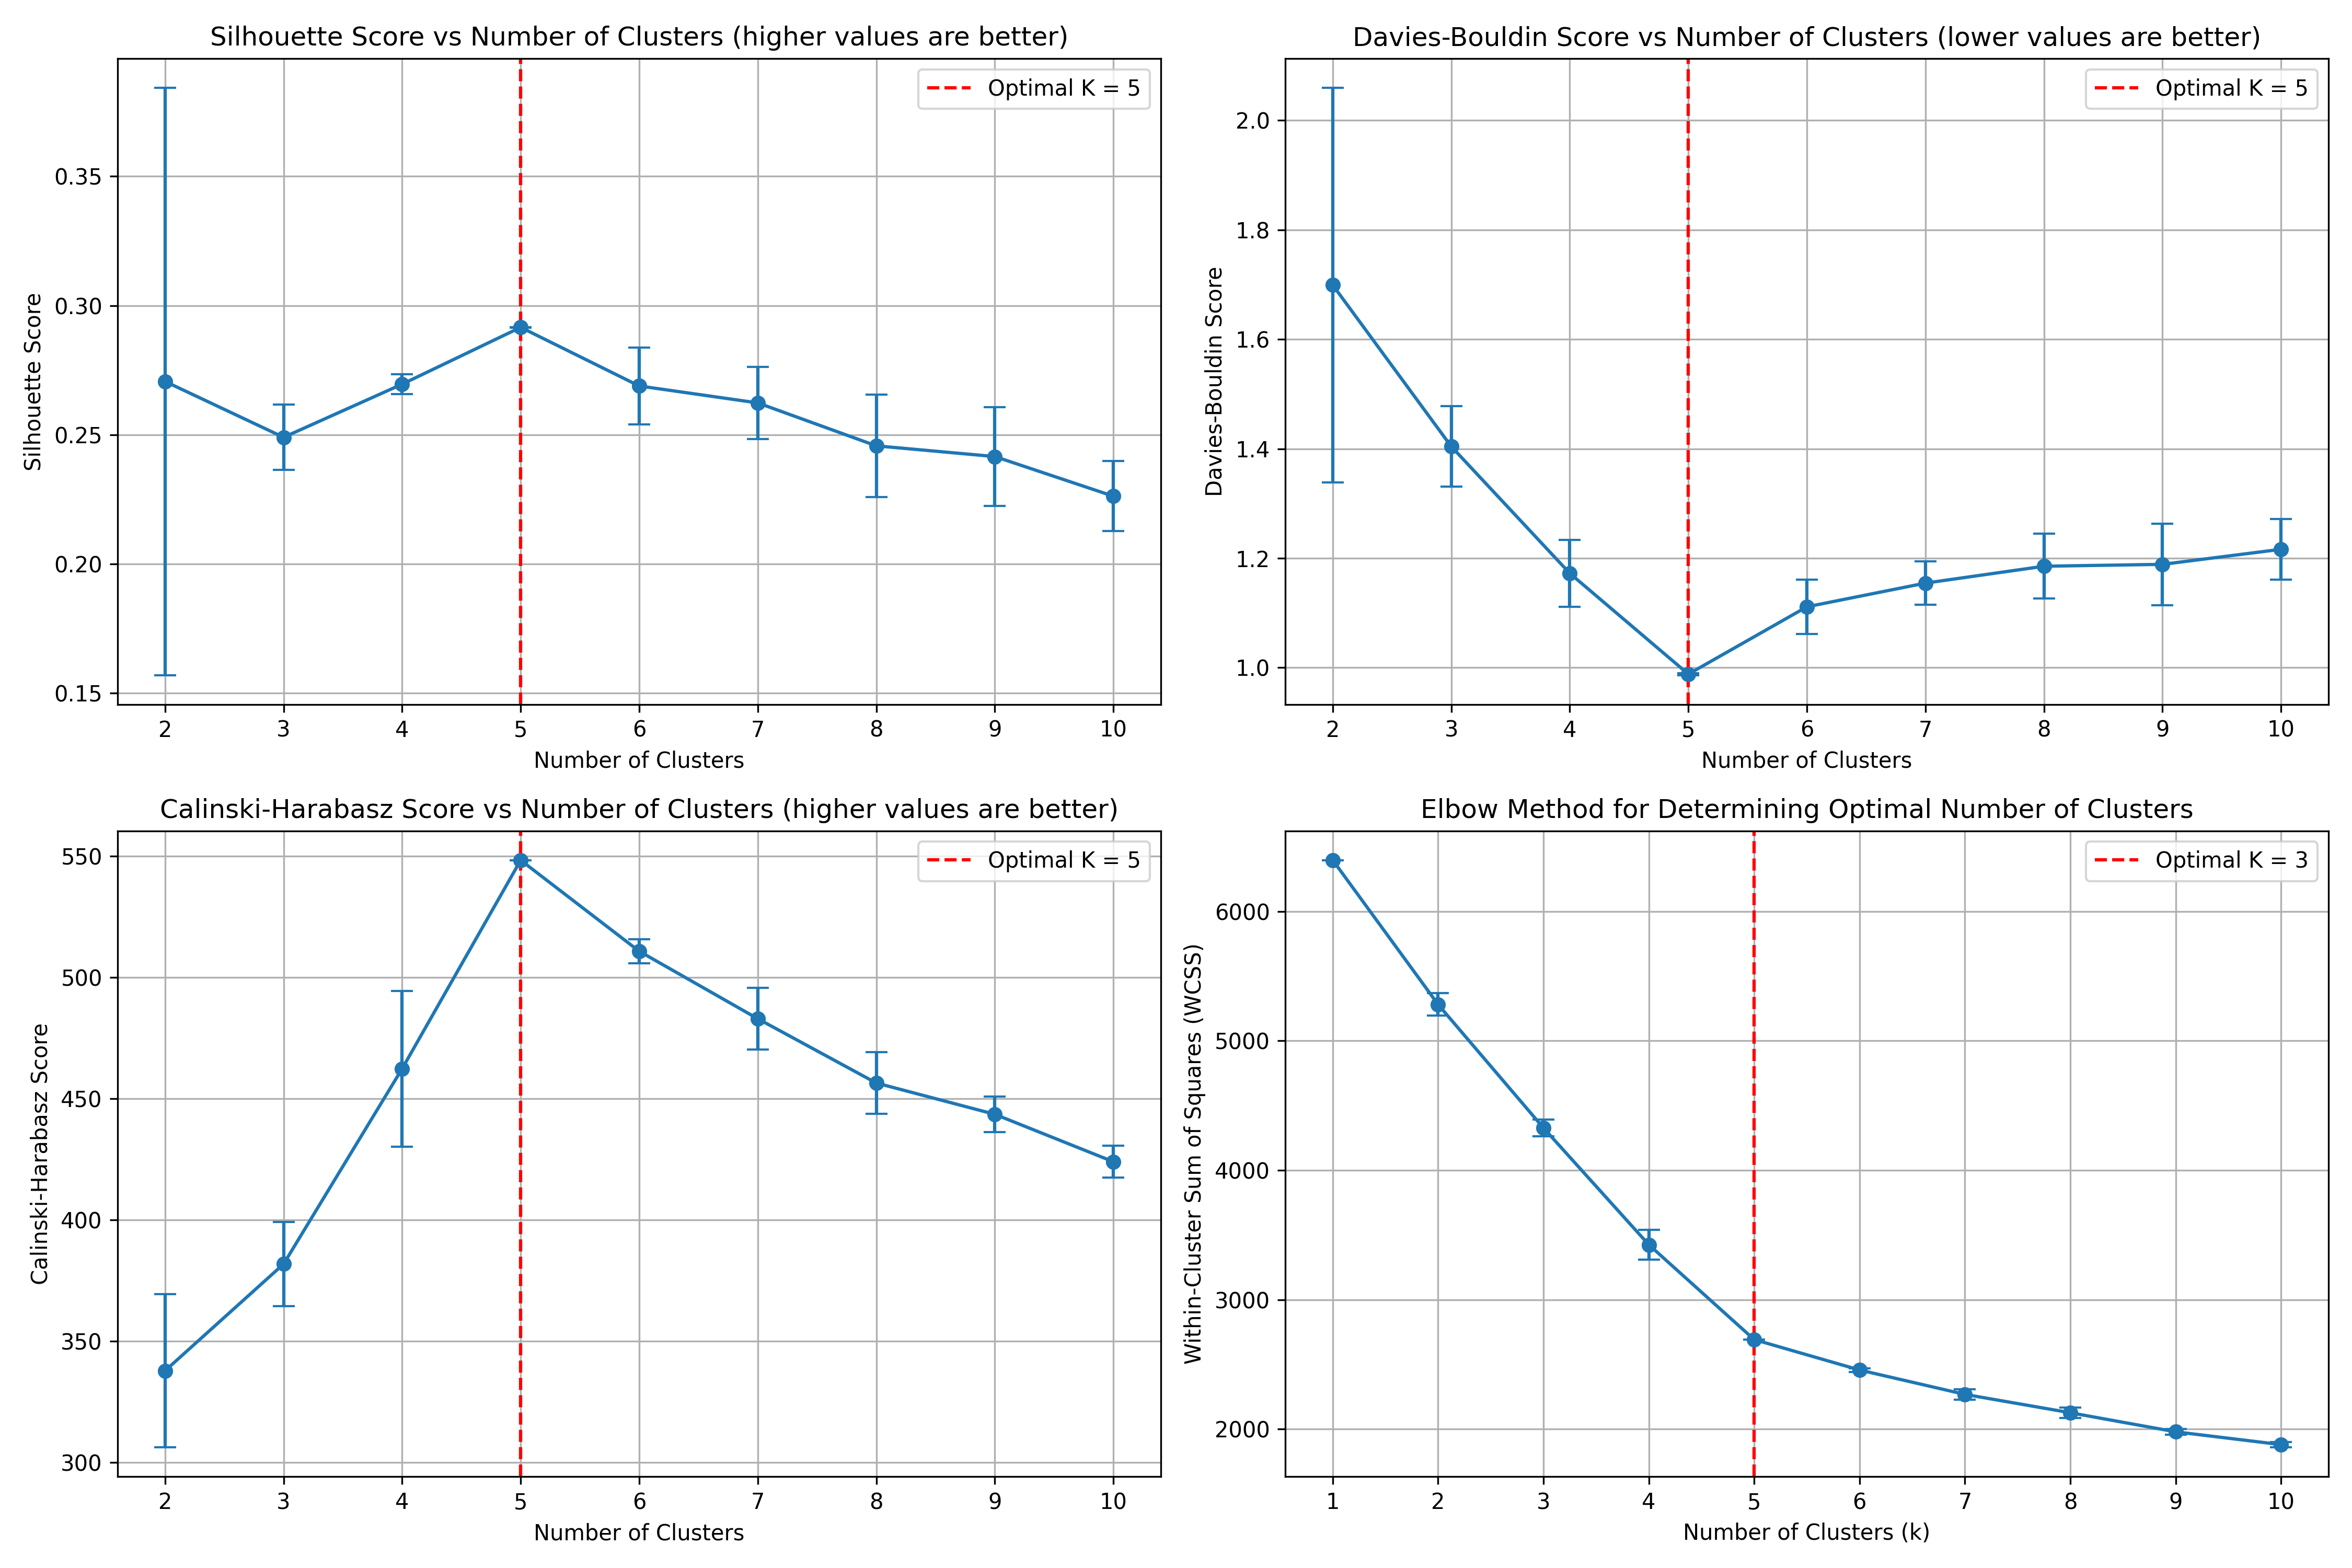 Silhouette Score vs Number of Clusters (higher values are better)
Optimal K = 5
Silhouette Score
0.35
0.30
0.25
0.20
0.15
2 3 4 5 6 7 8 9 10
Number of Clusters
Davies-Bouldin Score vs Number of Clusters (lower values are better)
Optimal K = 5
Davies-Bouldin Score
2.0
1.8
1.6
1.4
1.2
1.0
2 3 4 5 6 7 8 9 10
Number of Clusters
Calinski-Harabasz Score vs Number of Clusters (higher values are better)
Optimal K = 5
Calinski-Harabasz Score
550
500
450
400
350
300
2 3 4 5 6 7 8 9 10
Number of Clusters
Elbow Method for Determining Optimal Number of Clusters
Optimal K = 3
Within-Cluster Sum of Squares (WCSS)
6000
5000
4000
3000
2000
1 2 3 4 5 6 7 8 9 10
Number of Clusters (k)